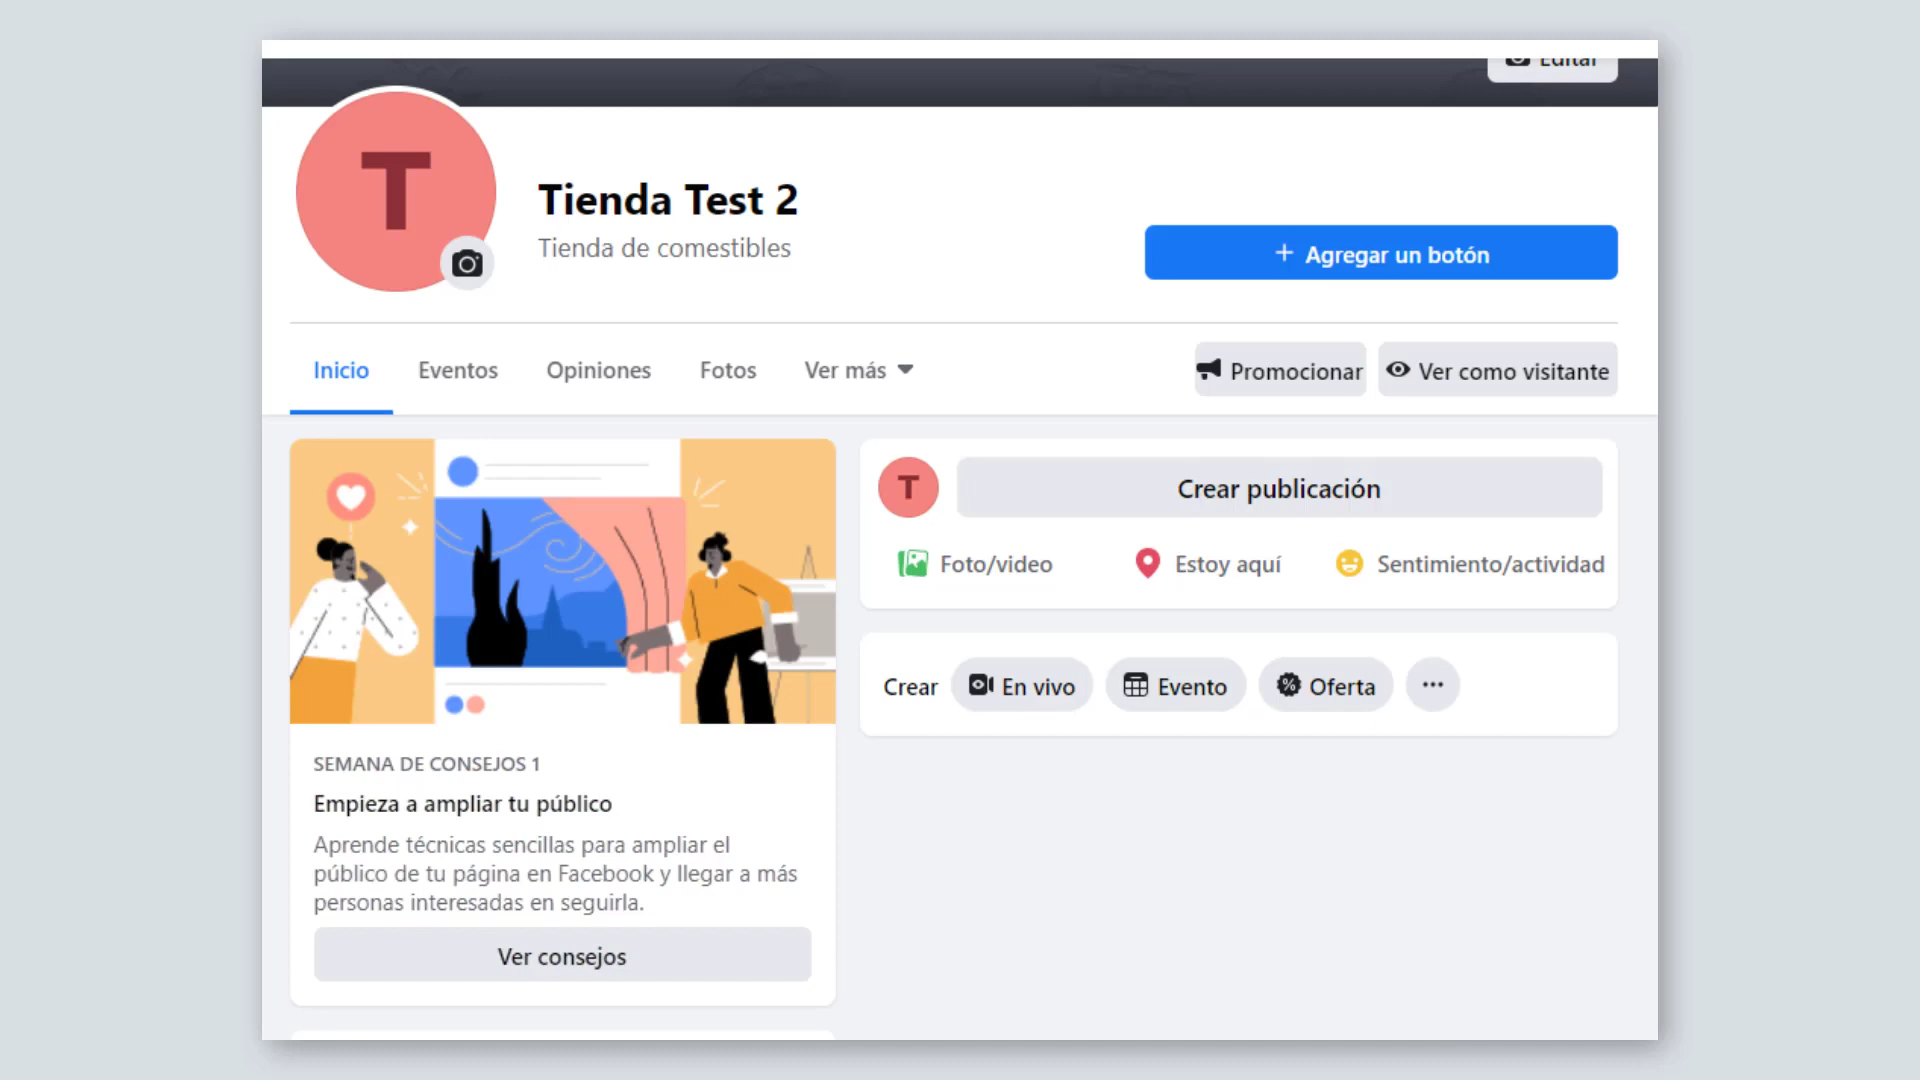 Editar
T
Tienda Test 2
Tienda de comestibles
+ Agregar un botón
Inicio
Eventos
Opiniones
Fotos
Ver más
Promocionar
Ver como visitante
T
Crear publicación
Foto/video
Estoy aquí
Sentimiento/actividad
Crear
En vivo
Evento
Oferta
...
SEMANA DE CONSEJOS 1
Empieza a ampliar tu público
Aprende técnicas sencillas para ampliar el
público de tu página en Facebook y llegar a más
personas interesadas en seguirla.
Ver consejos